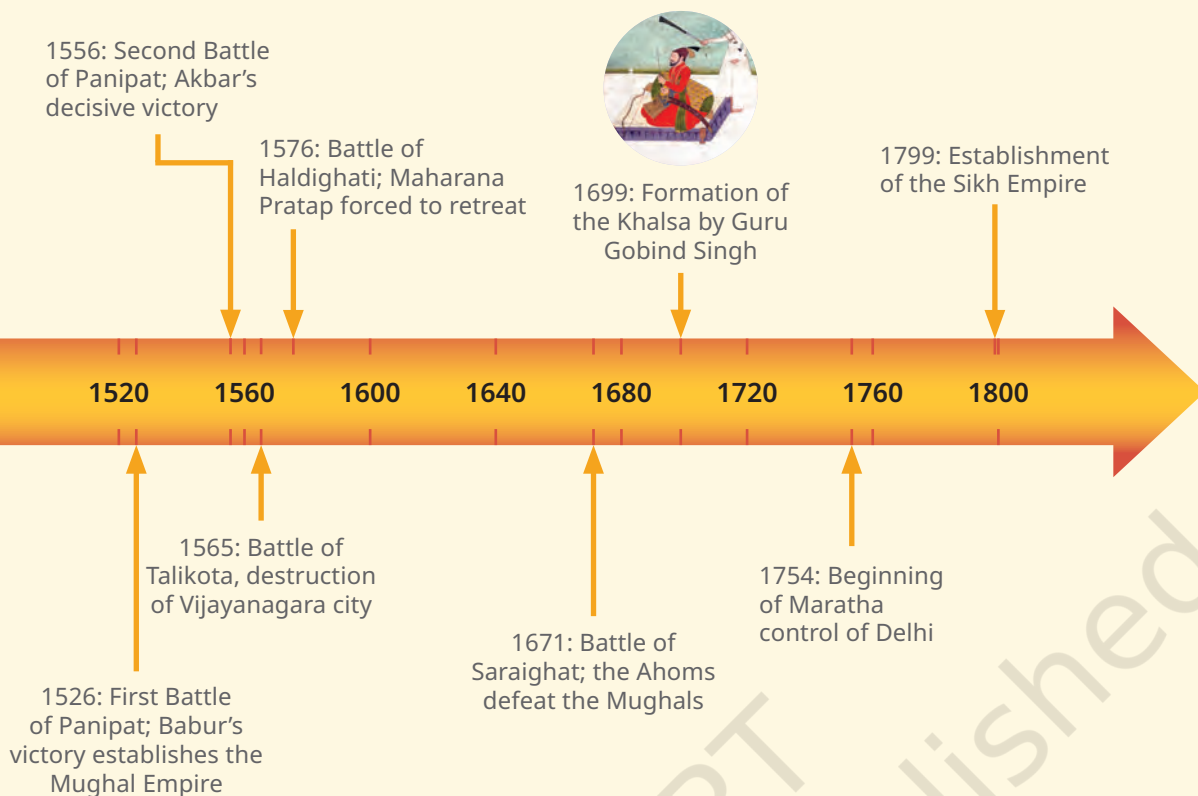 1556: Second Battle
of Panipat; Akbar’s
decisive victory
1576: Battle of
Haldighati; Maharana
Pratap forced to retreat
1699: Formation of
the Khalsa by Guru
Gobind Singh
1799: Establishment
of the Sikh Empire
1520 1560 1600 1640 1680 1720 1760 1800
1526: First Battle
of Panipat; Babur’s
victory establishes the
Mughal Empire
1565: Battle of
Talikota, destruction
of Vijayanagara city
1671: Battle of
Saraighat; the Ahoms
defeat the Mughals
1754: Beginning
of Maratha
control of Delhi